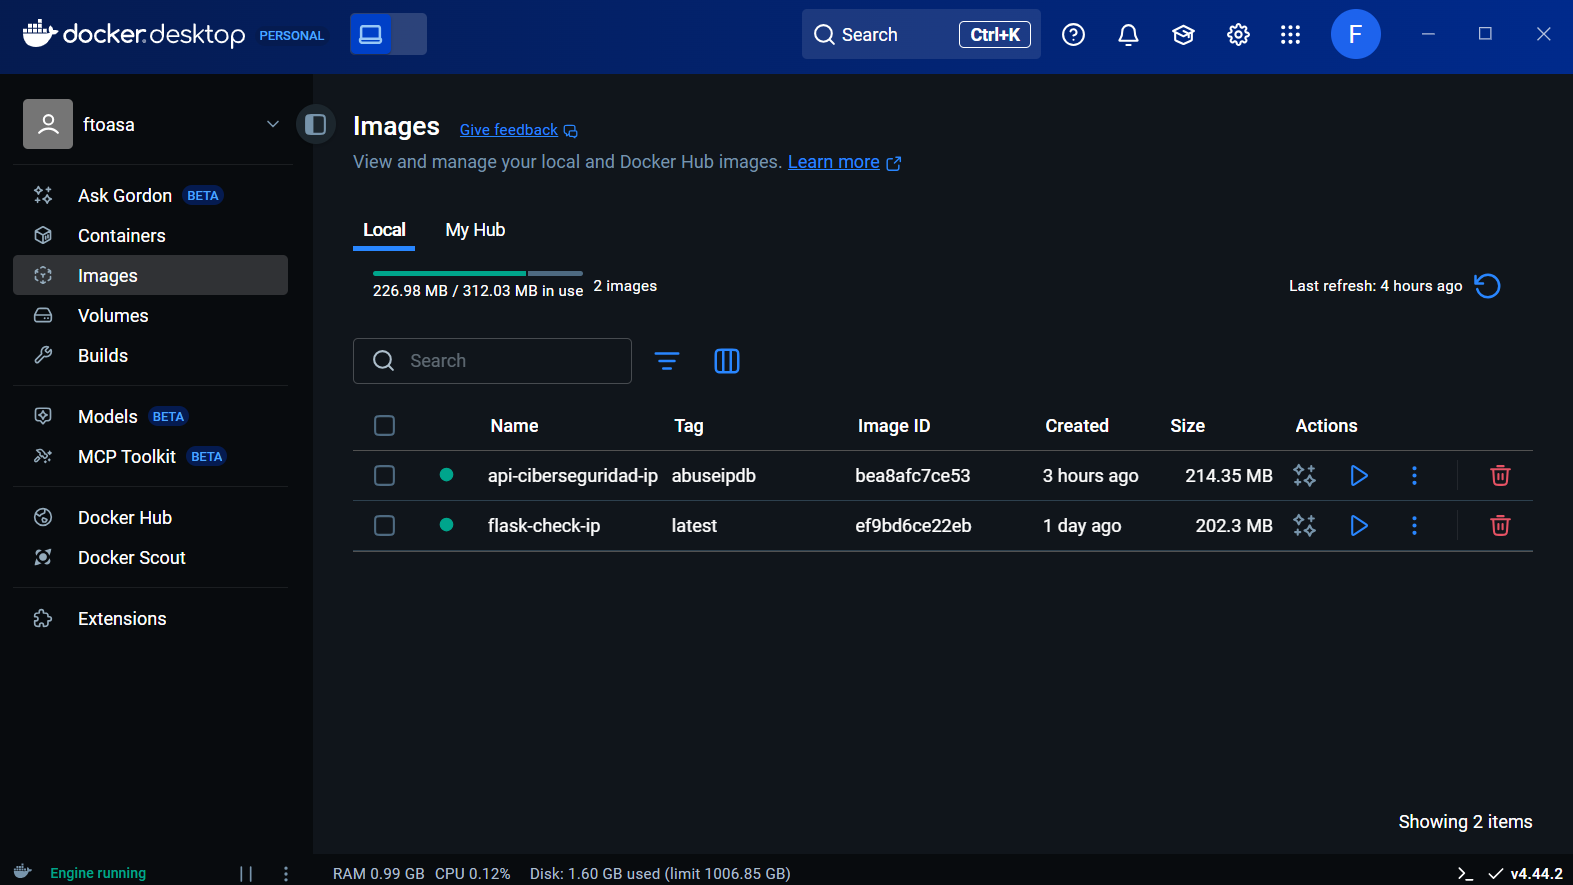 docker.desktop PERSONAL Search Ctrl+K F
ftoasa
Ask Gordon BETA
Containers
Images
Volumes
Builds
Models BETA
MCP Toolkit BETA
Docker Hub
Docker Scout
Extensions
Images Give feedback
View and manage your local and Docker Hub images. Learn more
Local My Hub
226.98 MB / 312.03 MB in use 2 images Last refresh: 4 hours ago
Search
Name Tag Image ID Created Size Actions
api-ciberseguridad-ip abuseipdb bea8afc7ce53 3 hours ago 214.35 MB
flask-check-ip latest ef9bd6ce22eb 1 day ago 202.3 MB
Showing 2 items
Engine running RAM 0.99 GB CPU 0.12% Disk: 1.60 GB used (limit 1006.85 GB) v4.44.2